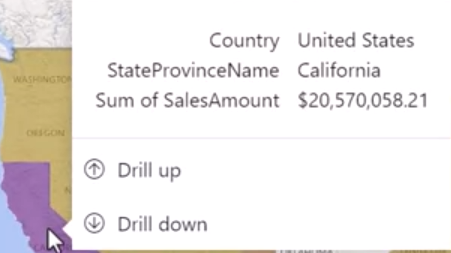 Country United States
StateProvinceName California
Sum of SalesAmount $20,570,058.21
WASHINGTON
OREGON
Drill up
Drill down